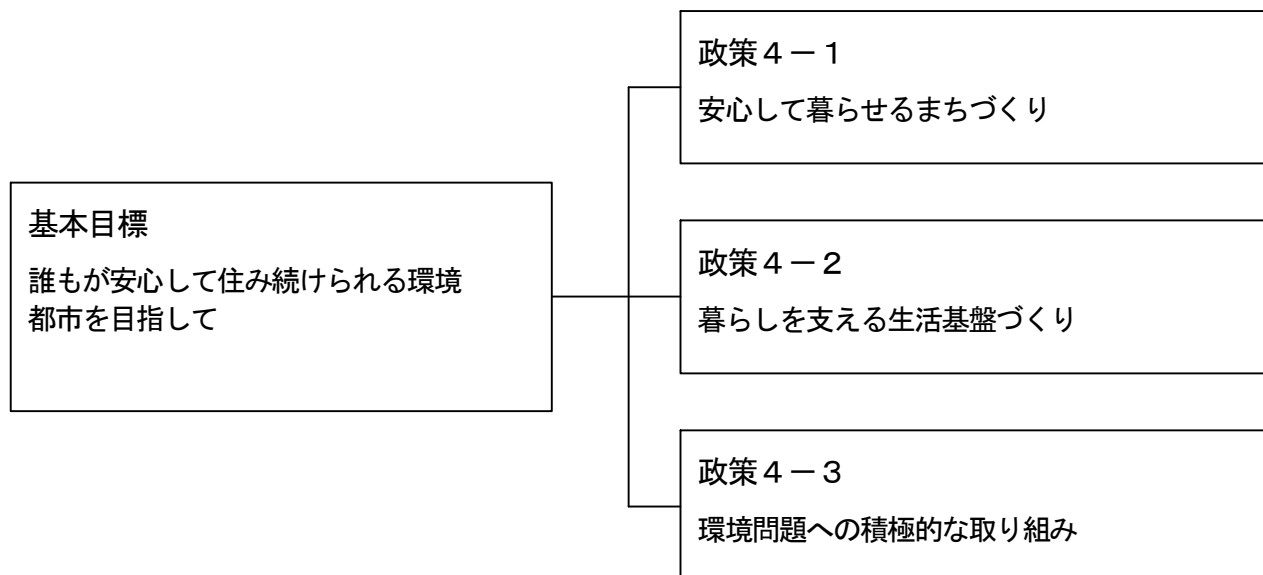 政策４－１
安心して暮らせるまちづくり
基本目標
誰もが安心して住み続けられる環境
都市を目指して
政策４－２
暮らしを支える生活基盤づくり
政策４－３
環境問題への積極的な取り組み